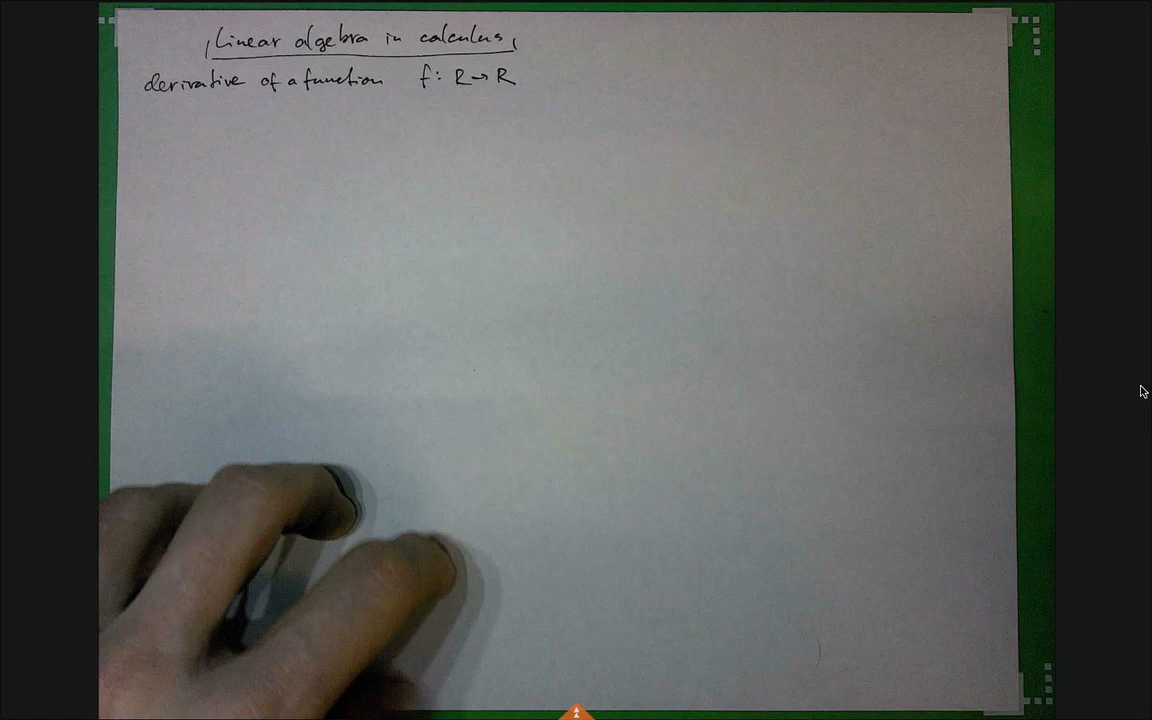 Linear algebra in calculus
derivative of a function f: R → R